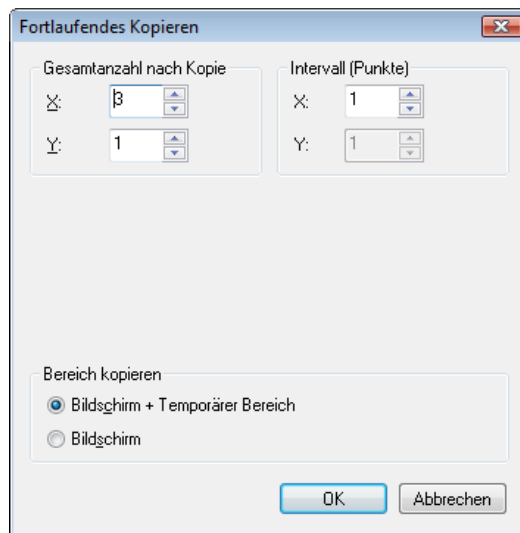 Fortlaufendes Kopieren
Gesamtanzahl nach Kopie
X: 3
Y: 1
Intervall (Punkte)
X: 1
Y: 1
Bereich kopieren
Bildschirm + Temporärer Bereich
Bildschirm
OK Abbrechen